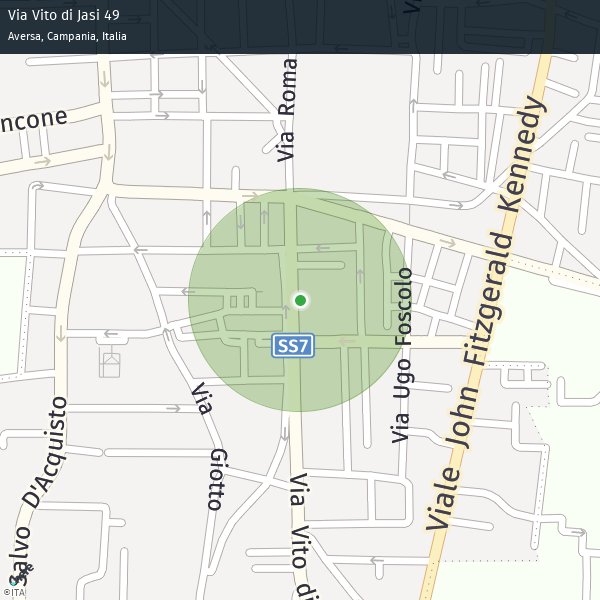 Via Vito di Jasi 49
Aversa, Campania, Italia
Via Roma
ncone
Viale John Fitzgerald Kennedy
Via Ugo Foscolo
SS7
Via Giotto
Salvo D'Acquisto
Via Vito di
©ITA